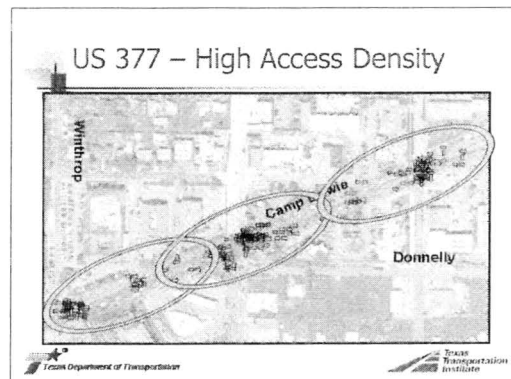 US 377 – High Access Density
Winthrop
Camp Bowie
Donnelly
Texas Department of Transportation
Texas
Transportation
Institute